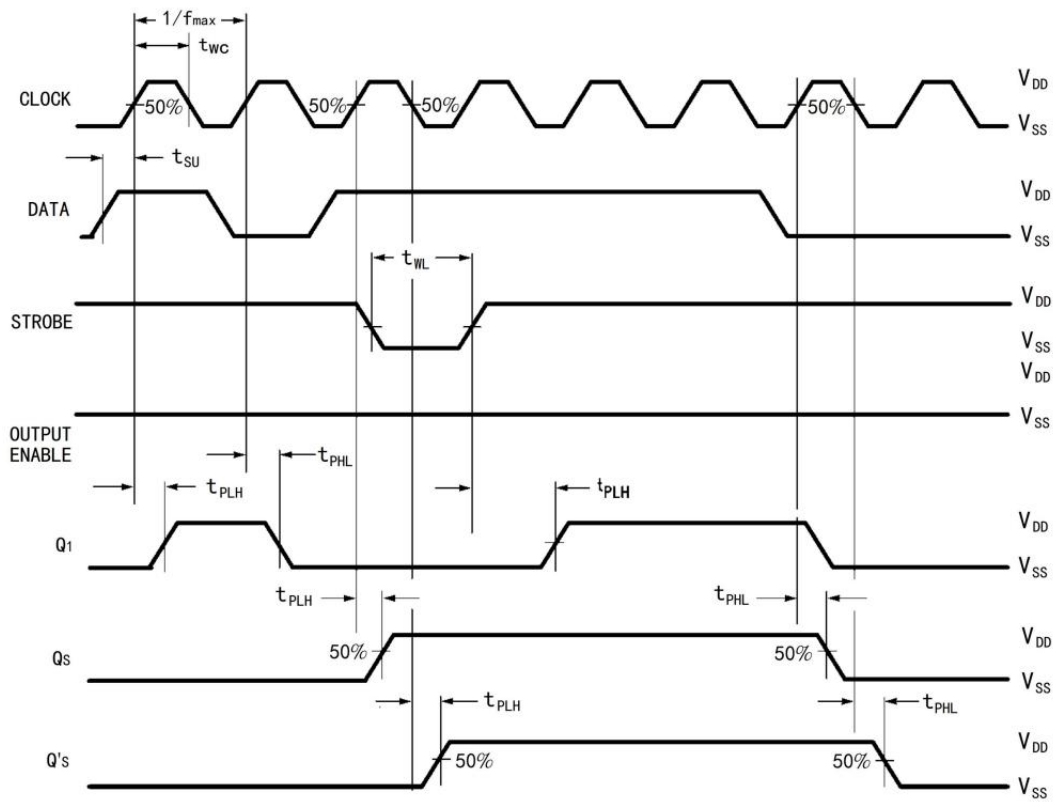 1/fmax
tWC
CLOCK
50%
50%
50%
50%
VDD
VSS
tSU
DATA
VDD
VSS
tWL
STROBE
VDD
VSS
VDD
VSS
OUTPUT
ENABLE
tPHL
tPLH
tPLH
Q1
VDD
VSS
tPLH
tPHL
QS
50%
50%
VDD
VSS
tPLH
tPHL
Q'S
50%
50%
VDD
VSS